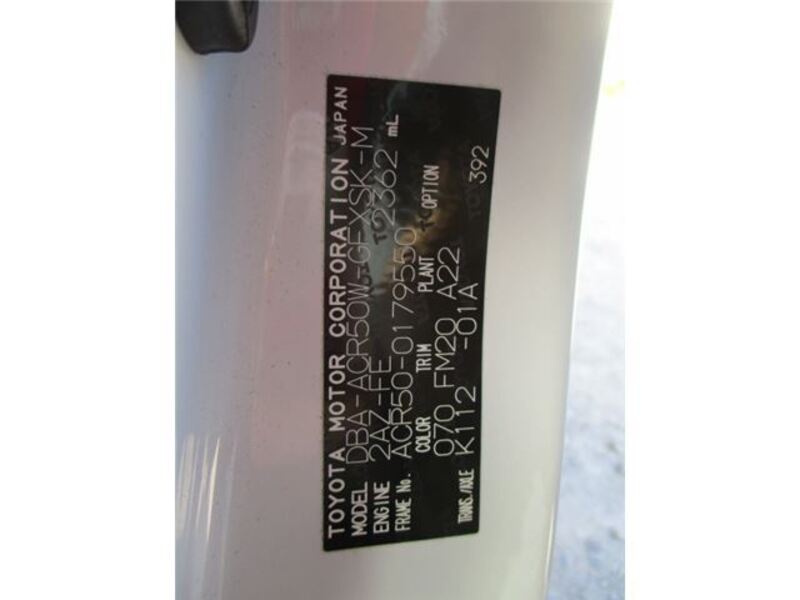 TOYOTA MOTOR CORPORATION JAPAN
MODEL DBA-ACR50W-GFXSK-M
ENGINE 2AZ-FE 2362 mL
FRAME No. ACR50-0179550
COLOR TRIM PLANT OPTION
070 FM20 A22
TRANS./AXLE K112 -01A 392